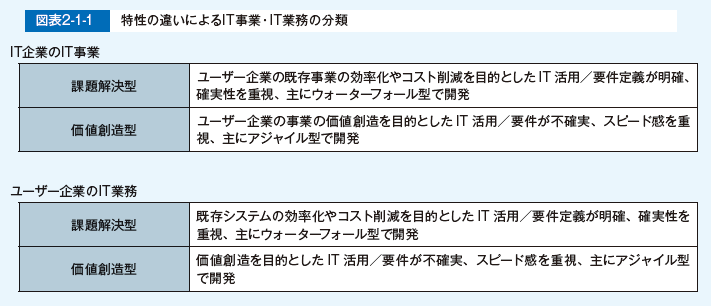 図表2-1-1 特性の違いによるIT事業・IT業務の分類
IT企業のIT事業
課題解決型
ユーザー企業の既存事業の効率化やコスト削減を目的としたIT活用／要件定義が明確、
確実性を重視、主にウォーターフォール型で開発
価値創造型
ユーザー企業の事業の価値創造を目的としたIT活用／要件が不確実、スピード感を重
視、主にアジャイル型で開発
ユーザー企業のIT業務
課題解決型
既存システムの効率化やコスト削減を目的としたIT活用／要件定義が明確、確実性を
重視、主にウォーターフォール型で開発
価値創造型
価値創造を目的としたIT活用／要件が不確実、スピード感を重視、主にアジャイル型
で開発